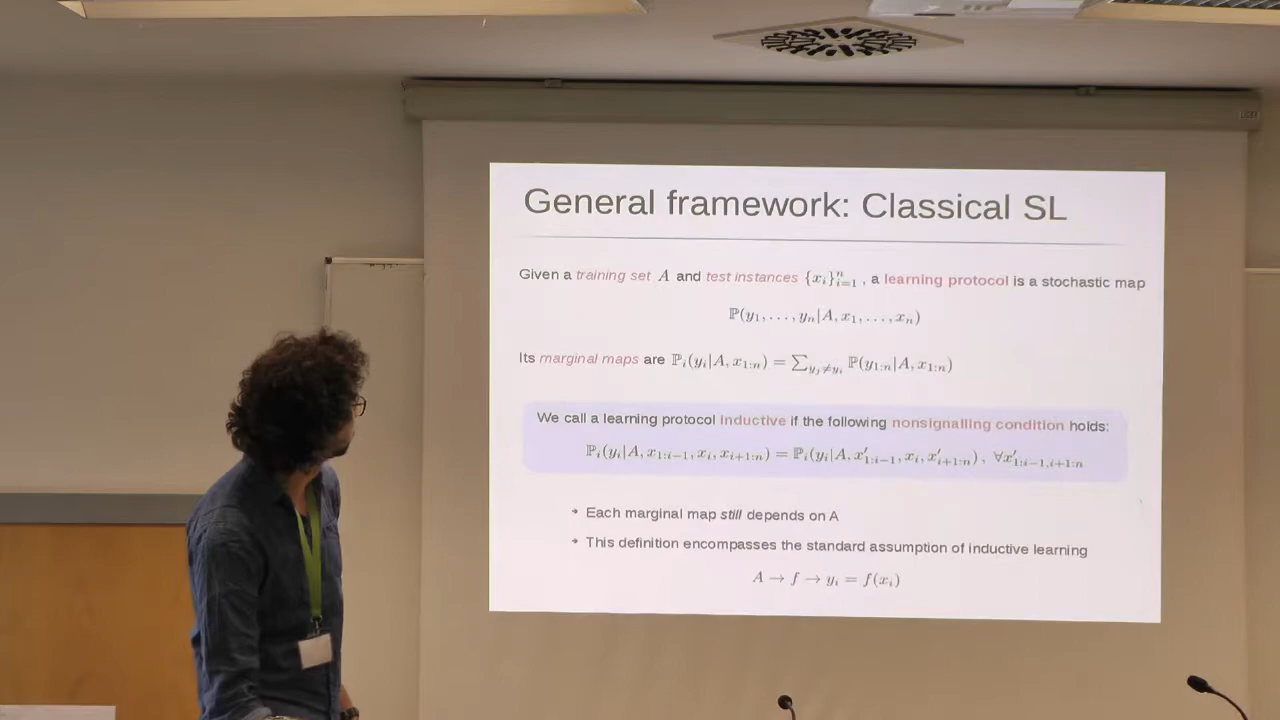 General framework: Classical SL
Given a training set A and test instances {x_i}_{i=1}^n , a learning protocol is a stochastic map
ℙ(y_1, . . . , y_n|A, x_1, . . . , x_n)
Its marginal maps are ℙ_i(y_i|A, x_{1:n}) = ∑_{y_j≠y_i} ℙ(y_{1:n}|A, x_{1:n})
We call a learning protocol inductive if the following nonsignalling condition holds:
ℙ_i(y_i|A, x_{1:i−1}, x_i, x_{i+1:n}) = ℙ_i(y_i|A, x'_{1:i−1}, x_i, x'_{i+1:n}) , ∀x'_{1:i−1,i+1:n}
➔ Each marginal map still depends on A
➔ This definition encompasses the standard assumption of inductive learning
A → f → y_i = f(x_i)